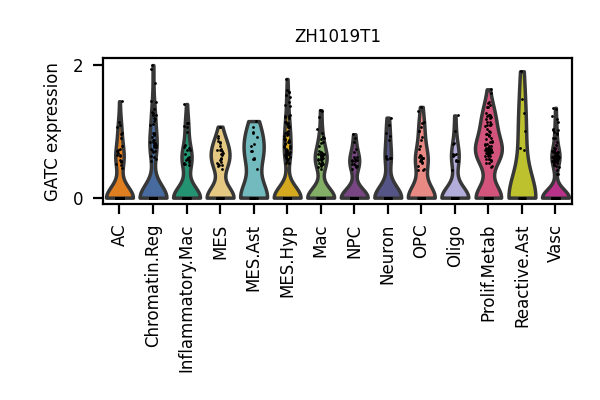 ZH1019T1
GATC expression
2
0
AC
Chromatin.Reg
Inflammatory.Mac
MES
MES.Ast
MES.Hyp
Mac
NPC
Neuron
OPC
Oligo
Prolif.Metab
Reactive.Ast
Vasc